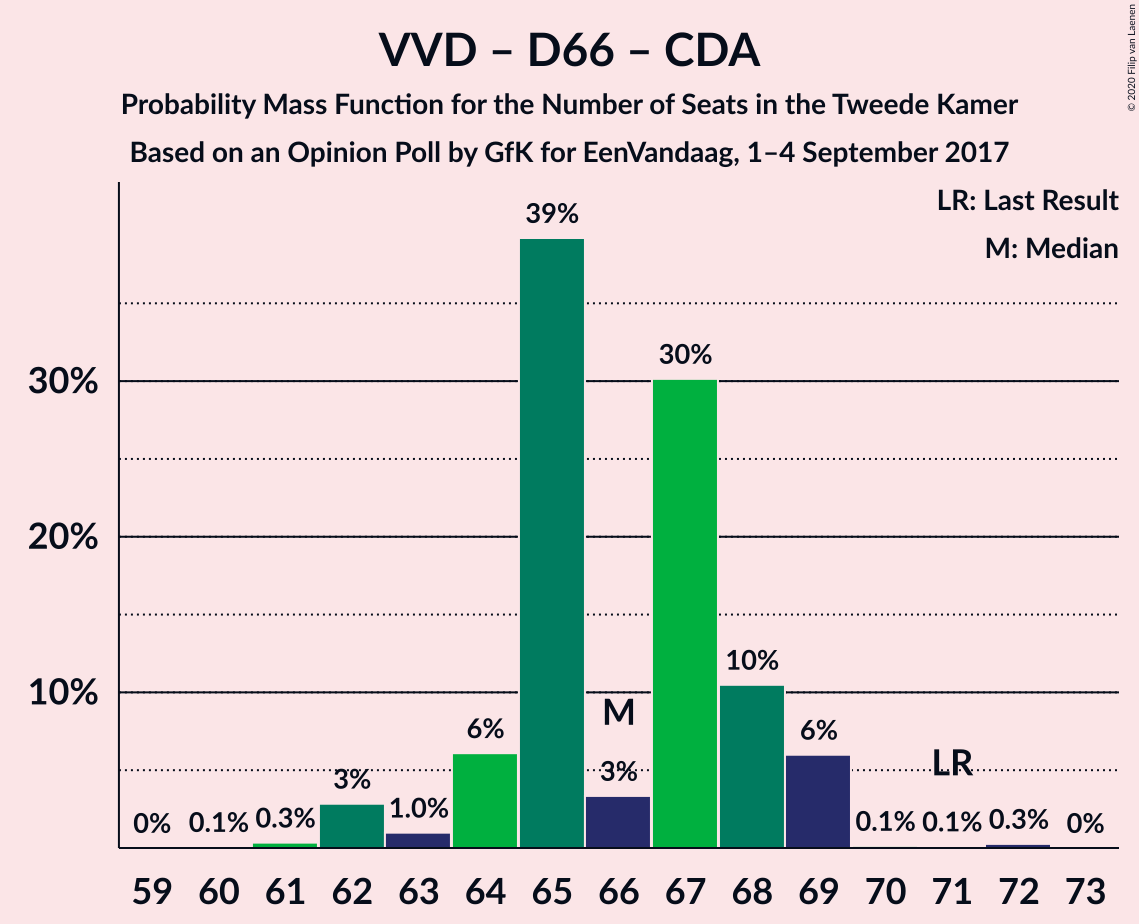 VVD – D66 – CDA
Probability Mass Function for the Number of Seats in the Tweede Kamer
Based on an Opinion Poll by GfK for EenVandaag, 1–4 September 2017
© 2020 Filip van Laenen
LR: Last Result
M: Median
39%
30%
30%
20%
10%
10%
M
6%
6%
LR
3%
3%
1.0%
0% 0.1% 0.3% 0.1% 0.1% 0.3% 0%
59 60 61 62 63 64 65 66 67 68 69 70 71 72 73